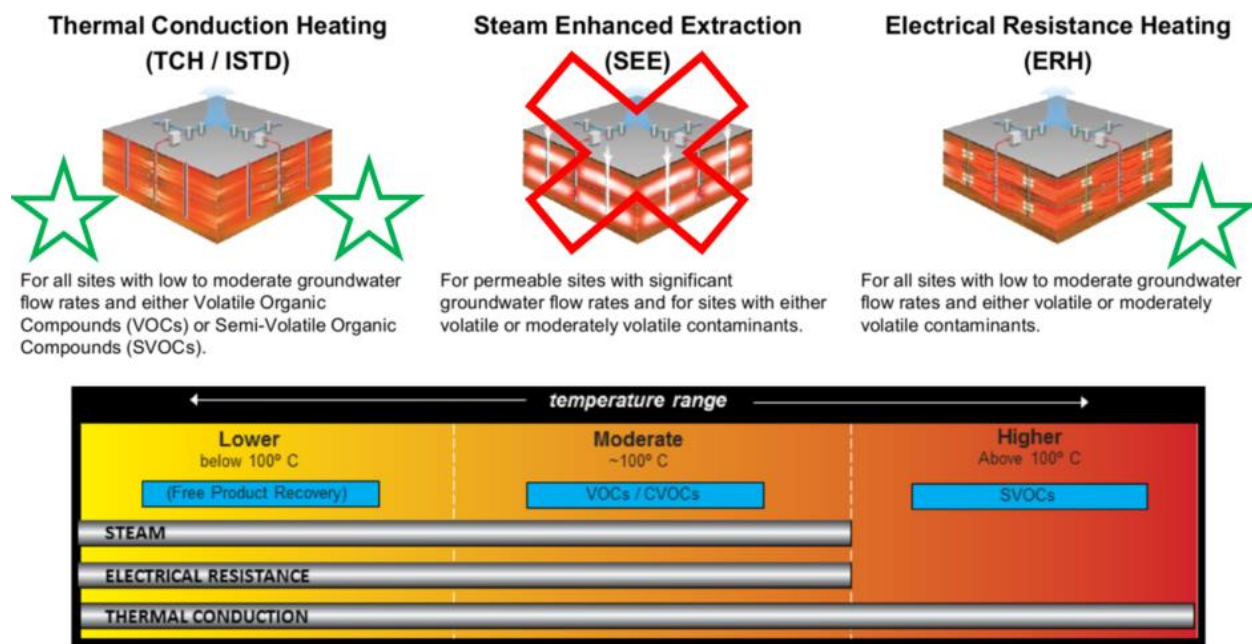 Thermal Conduction Heating
(TCH / ISTD)
Steam Enhanced Extraction
(SEE)
Electrical Resistance Heating
(ERH)
For all sites with low to moderate groundwater
flow rates and either Volatile Organic
Compounds (VOCs) or Semi-Volatile Organic
Compounds (SVOCs).
For permeable sites with significant
groundwater flow rates and for sites with either
volatile or moderately volatile contaminants.
For all sites with low to moderate groundwater
flow rates and either volatile or moderately
volatile contaminants.
temperature range
Lower
below 100° C
(Free Product Recovery)
Moderate
~100° C
VOCs / CVOCs
Higher
Above 100° C
SVOCs
STEAM
ELECTRICAL RESISTANCE
THERMAL CONDUCTION